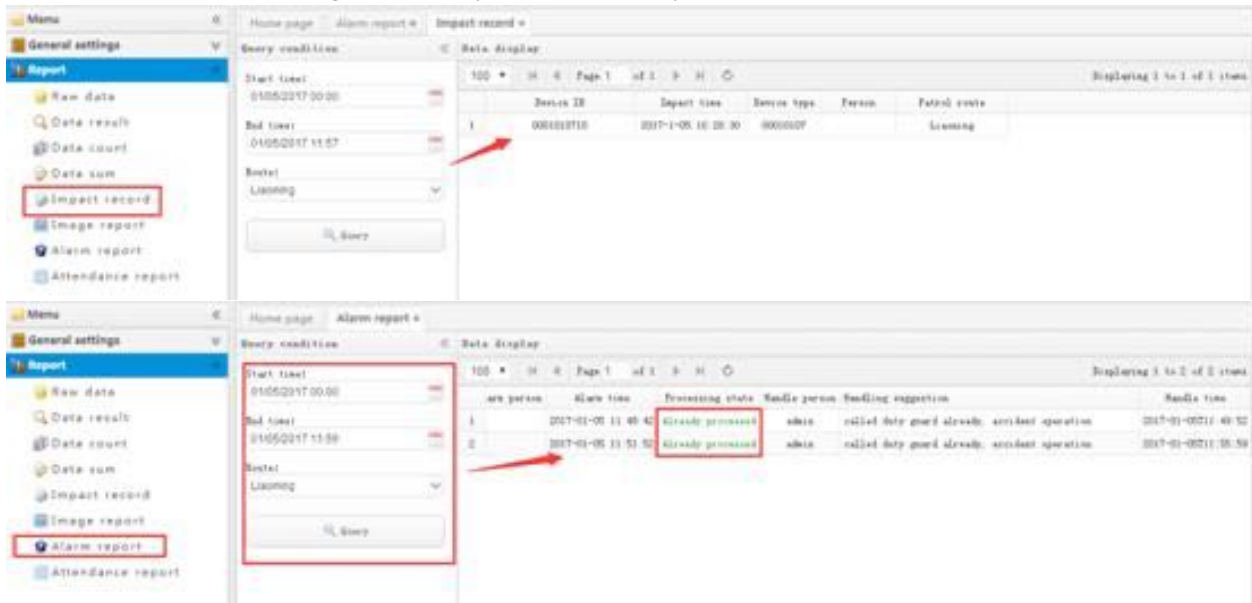 Menu
Home page Alarm report × Impact record ×
General settings
Query condition
Data display
Report
100 Page 1 of 1 Displaying 1 to 1 of 1 items
Start time:
01/05/2017 00:00
Raw data
Device ID Impact time Device type Person Patrol route
Data result
End time:
01/05/2017 11:57
1 Liaoning
Data count
Data sum
Route:
Liaoning
Impact record
Image report
Query
Alarm report
Attendance report
Menu
Home page Alarm report ×
General settings
Query condition
Data display
Report
100 Page 1 of 1 Displaying 1 to 2 of 2 items
Start time:
01/05/2017 00:00
Raw data
person Alarm time Processing state Handle person Handling suggestion Handle time
Data result
End time:
1 Already processed admin called duty guard already, accident operation
Data count
2 Already processed admin called duty guard already, accident operation
Data sum
Route:
Liaoning
Impact record
Image report
Query
Alarm report
Attendance report